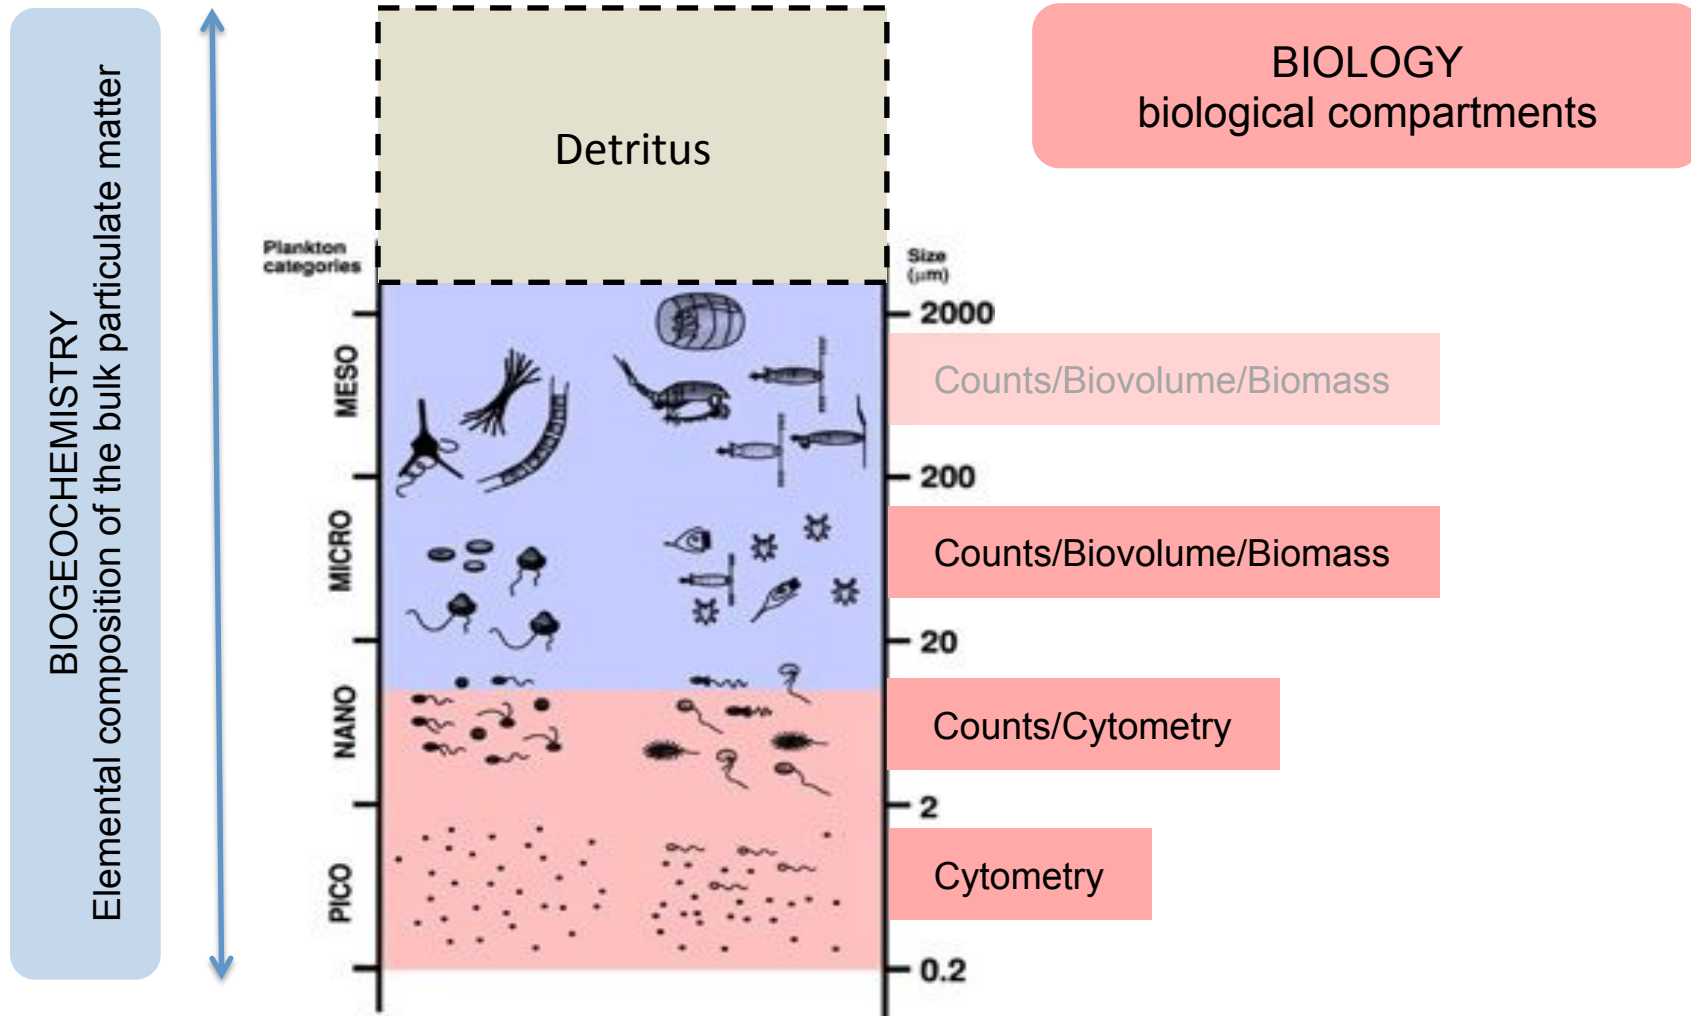 BIOGEOCHEMISTRY
Elemental composition of the bulk particulate matter
Detritus
BIOLOGY
biological compartments
Plankton
categories
Size
(μm)
2000
MESO
Counts/Biovolume/Biomass
200
MICRO
Counts/Biovolume/Biomass
20
NANO
Counts/Cytometry
2
PICO
Cytometry
0.2